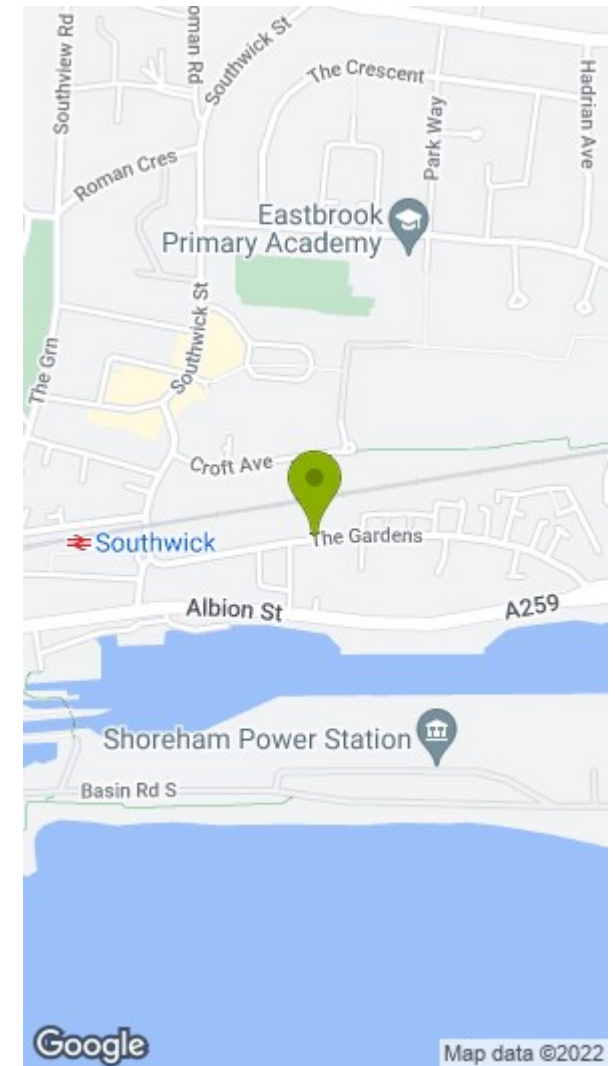 Southview Rd
oman Rd
Southwick St
The Crescent
Park Way
Hadrian Ave
Roman Cres
Eastbrook
Primary Academy
Southwick St
The Grn
Croft Ave
Southwick
The Gardens
Albion St
A259
Shoreham Power Station
Basin Rd S
Google
Map data ©2022